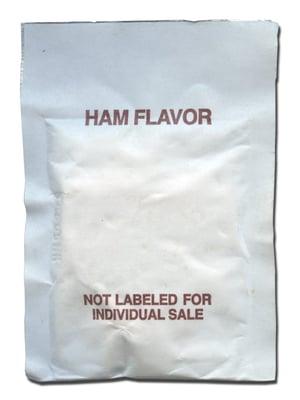 HAM FLAVOR
NOT LABELED FOR
INDIVIDUAL SALE